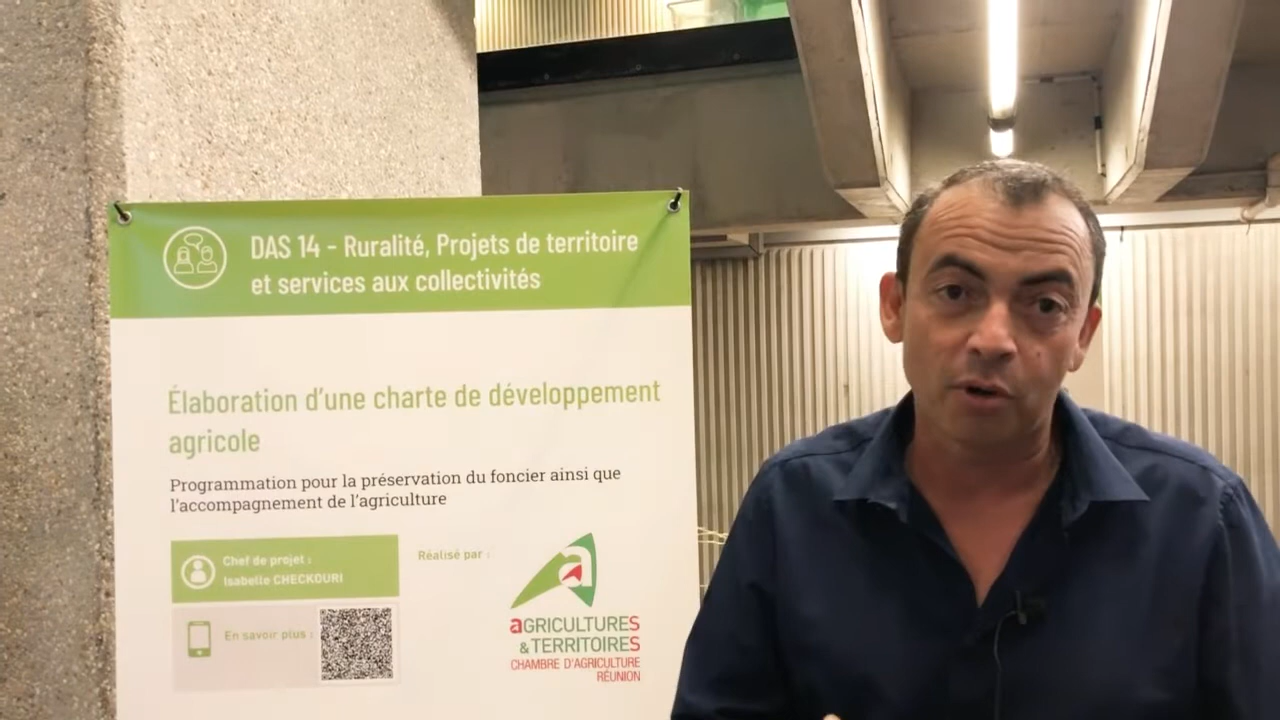 DAS 14 - Ruralité, Projets de territoire
et services aux collectivités
Élaboration d'une charte de développement
agricole
Programmation pour la préservation du foncier ainsi que
l'accompagnement de l'agriculture
Chef de projet :
Isabelle CHECKOURI
Réalisé par :
En savoir plus :
a
aGRICULTURES
& TERRITOIRES
CHAMBRE D'AGRICULTURE
RÉUNION